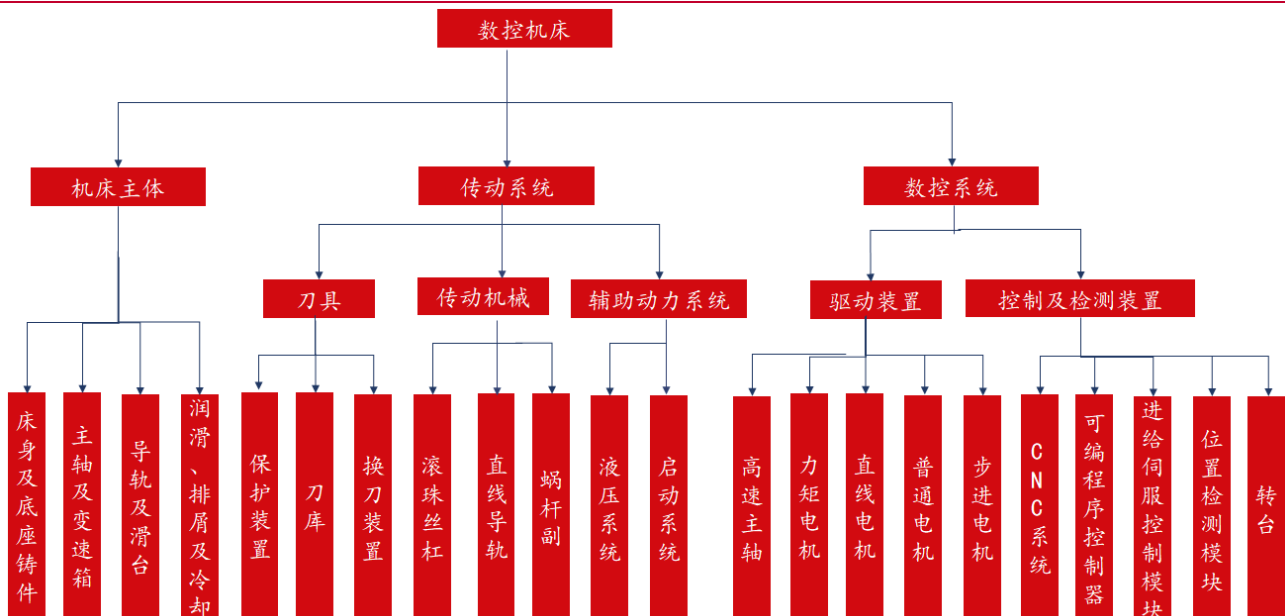 数控机床
机床主体
传动系统
数控系统
刀具
传动机械
辅助动力系统
驱动装置
控制及检测装置
床身及底座铸件
主轴及变速箱
导轨及滑台
润滑、排屑及冷却
保护装置
刀库
换刀装置
滚珠丝杠
直线导轨
蜗杆副
液压系统
启动系统
高速主轴
力矩电机
直线电机
普通电机
步进电机
CNC系统
可编程序控制器
进给伺服控制模块
位置检测模块
转台